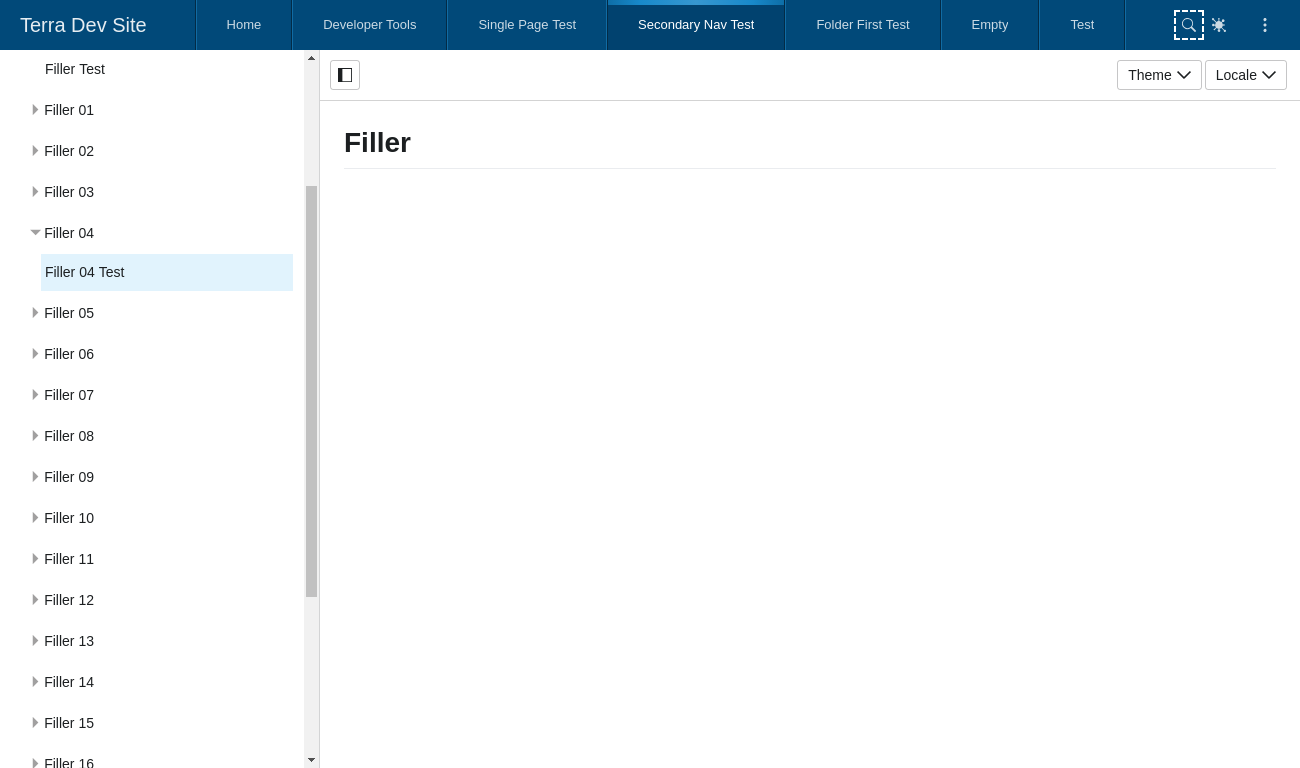 Terra Dev Site
Home
Developer Tools
Single Page Test
Secondary Nav Test
Folder First Test
Empty
Test
Theme
Locale
Filler Test
Filler 01
Filler 02
Filler 03
Filler 04
Filler 04 Test
Filler 05
Filler 06
Filler 07
Filler 08
Filler 09
Filler 10
Filler 11
Filler 12
Filler 13
Filler 14
Filler 15
Filler 16
Filler